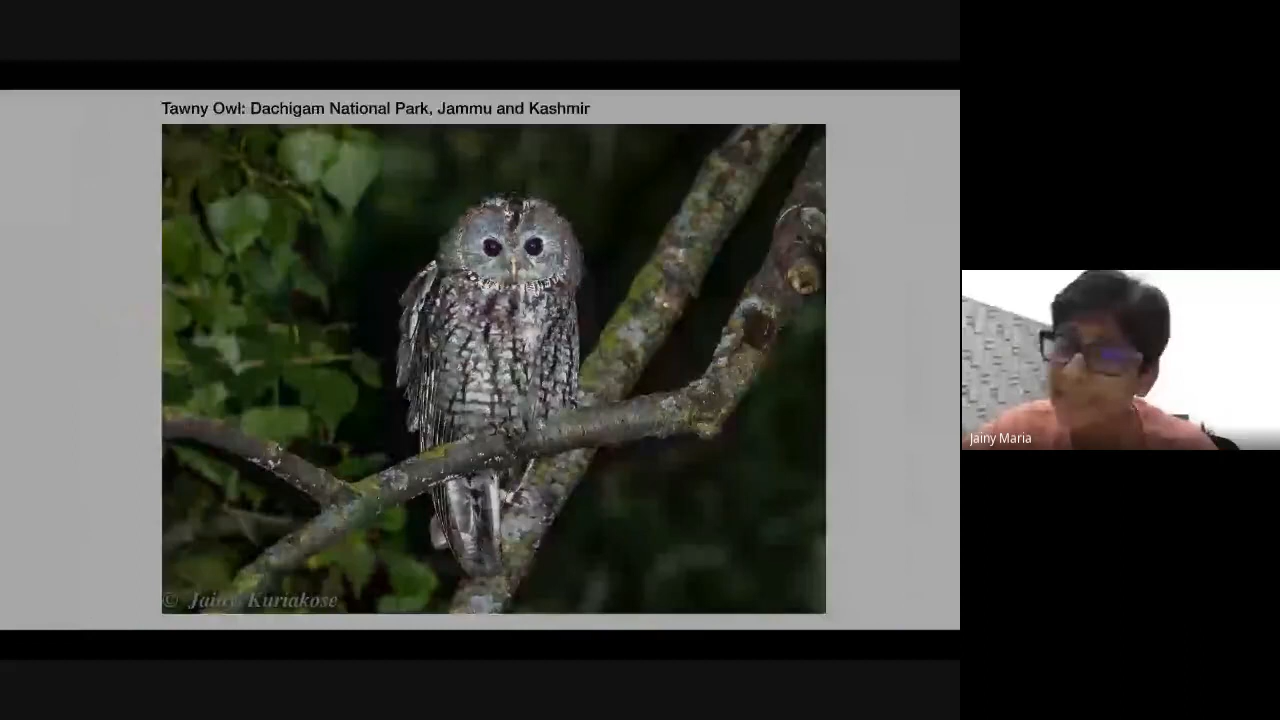 Tawny Owl: Dachigam National Park, Jammu and Kashmir
© Jainy Kuriakose
Jainy Maria